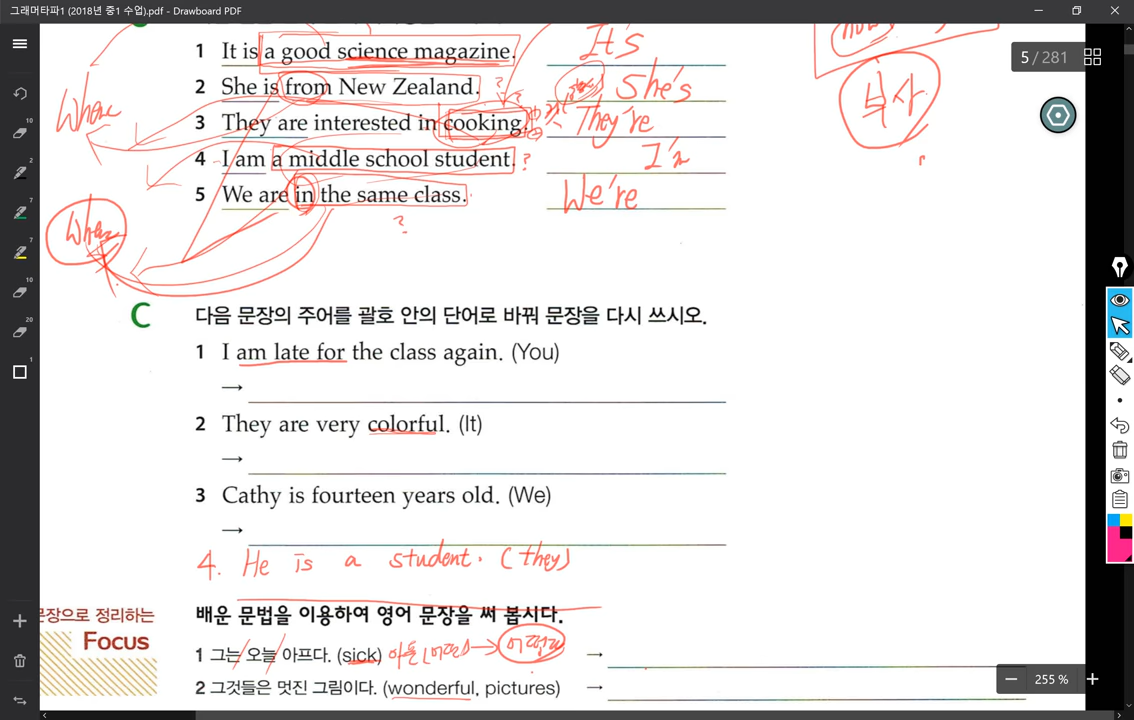 그래머타파1 (2018년 중1 수업).pdf - Drawboard PDF
5 / 281
1 It is a good science magazine. It's
2 She is from New Zealand. She's
3 They are interested in cooking. They're
4 I am a middle school student. ? I'm
5 We are in the same class. We're
?
부사
C 다음 문장의 주어를 괄호 안의 단어로 바꿔 문장을 다시 쓰시오.
1 I am late for the class again. (You)
→
2 They are very colorful. (It)
→
3 Cathy is fourteen years old. (We)
→
4. He is a student. (they)
문장으로 정리하는
Focus
배운 문법을 이용하여 영어 문장을 써 봅시다.
1 그는 오늘 아프다. (sick) →
2 그것들은 멋진 그림이다. (wonderful, pictures) →
255 %